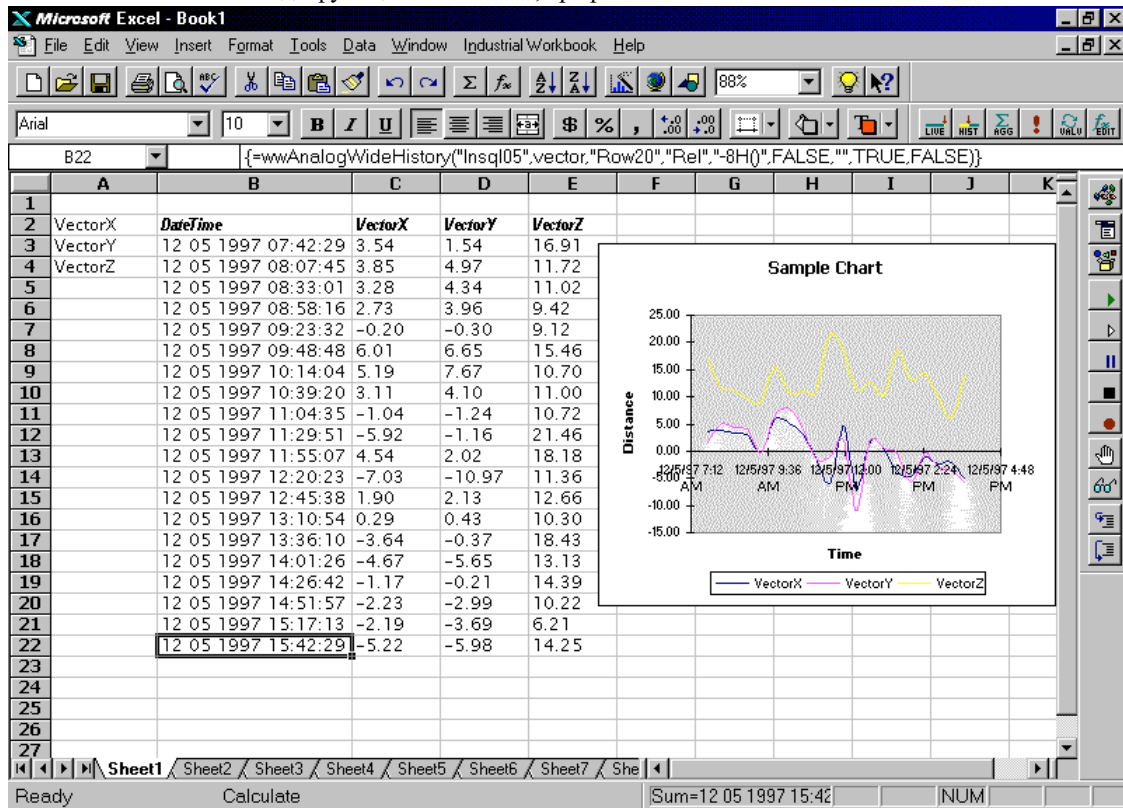 Microsoft Excel - Book1
File Edit View Insert Format Tools Data Window Industrial Workbook Help
88%
Arial 10 B I U $ % , LIVE HIST AGG VALU EDIT
B22 {=wwAnalogWideHistory("Insql05",vector,"Row20","Rel","-8H()",FALSE,"",TRUE,FALSE)}
A B C D E F G H I J K
1
2 VectorX DateTime VectorX VectorY VectorZ
3 VectorY 12 05 1997 07:42:29 3.54 1.54 16.91
4 VectorZ 12 05 1997 08:07:45 3.85 4.97 11.72
5 12 05 1997 08:33:01 3.28 4.34 11.02
6 12 05 1997 08:58:16 2.73 3.96 9.42
7 12 05 1997 09:23:32 -0.20 -0.30 9.12
8 12 05 1997 09:48:48 6.01 6.65 15.46
9 12 05 1997 10:14:04 5.19 7.67 10.70
10 12 05 1997 10:39:20 3.11 4.10 11.00
11 12 05 1997 11:04:35 -1.04 -1.24 10.72
12 12 05 1997 11:29:51 -5.92 -1.16 21.46
13 12 05 1997 11:55:07 4.54 2.02 18.18
14 12 05 1997 12:20:23 -7.03 -10.97 11.36
15 12 05 1997 12:45:38 1.90 2.13 12.66
16 12 05 1997 13:10:54 0.29 0.43 10.30
17 12 05 1997 13:36:10 -3.64 -0.37 18.43
18 12 05 1997 14:01:26 -4.67 -5.65 13.13
19 12 05 1997 14:26:42 -1.17 -0.21 14.39
20 12 05 1997 14:51:57 -2.23 -2.99 10.22
21 12 05 1997 15:17:13 -2.19 -3.69 6.21
22 12 05 1997 15:42:29 -5.22 -5.98 14.25
23
24
25
26
27
Sample Chart
25.00
20.00
15.00
10.00
5.00
0.00
-5.00
-10.00
-15.00
Distance
12/5/97 7:12 AM
12/5/97 9:36 AM
12/5/97 12:00 PM
12/5/97 2:24 PM
12/5/97 4:48 PM
Time
VectorX VectorY VectorZ
Sheet1 Sheet2 Sheet3 Sheet4 Sheet5 Sheet6 Sheet7 She
Ready Calculate Sum=12 05 1997 15:42 NUM